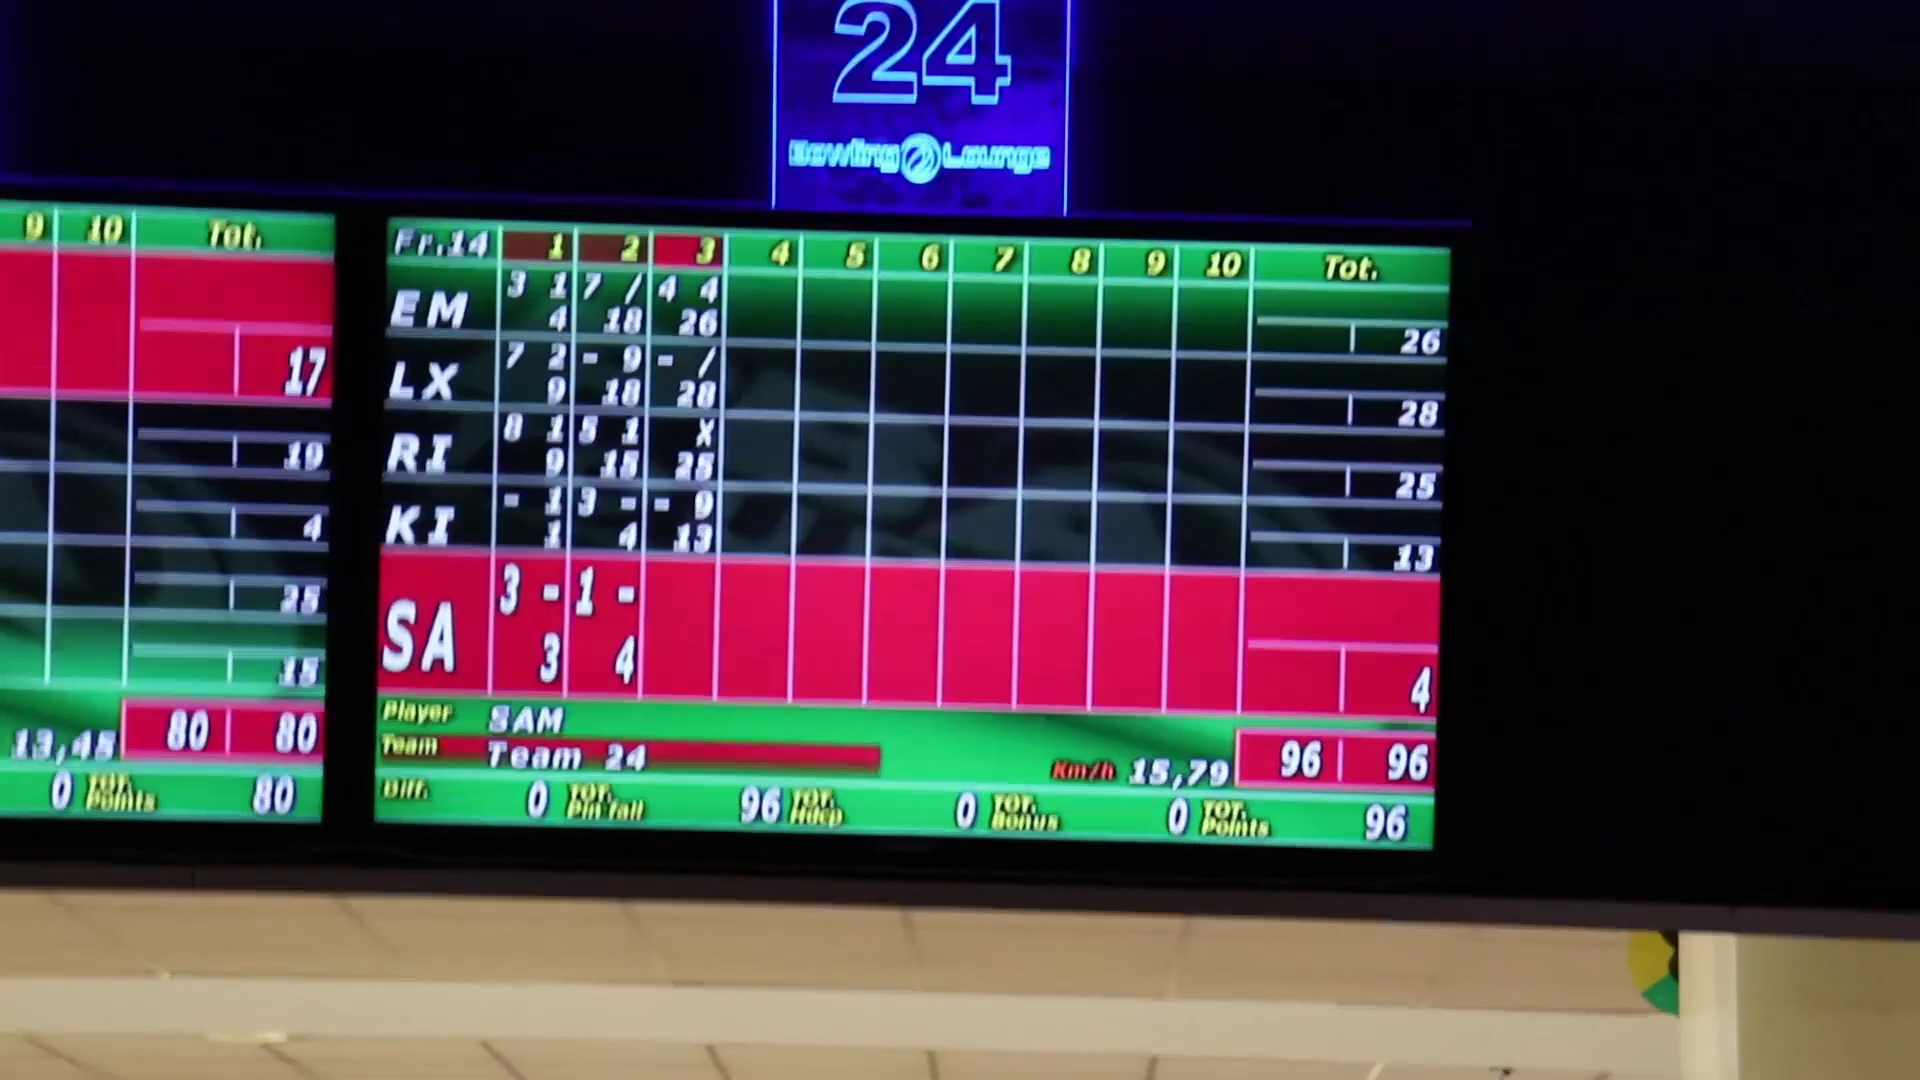 24
Bowling Lounge
9 10 Tot.
17
19
4
25
15
13,45 80 80
0 TOT. Points 80
Fr.14 1 2 3 4 5 6 7 8 9 10 Tot.
EM 3 1 7 / 4 4
4 18 26 26
LX 7 2 - 9 - /
9 18 28 28
RI 8 1 5 1 X
9 15 25 25
KI - 1 3 - - 9
1 4 13 13
SA 3 - 1 -
3 4 4
Player SAM
Team Team 24 Km/h 15,79 96 96
Diff. 0 TOT. Pin fall 96 TOT. Hdcp 0 TOT. Bonus 0 TOT. Points 96